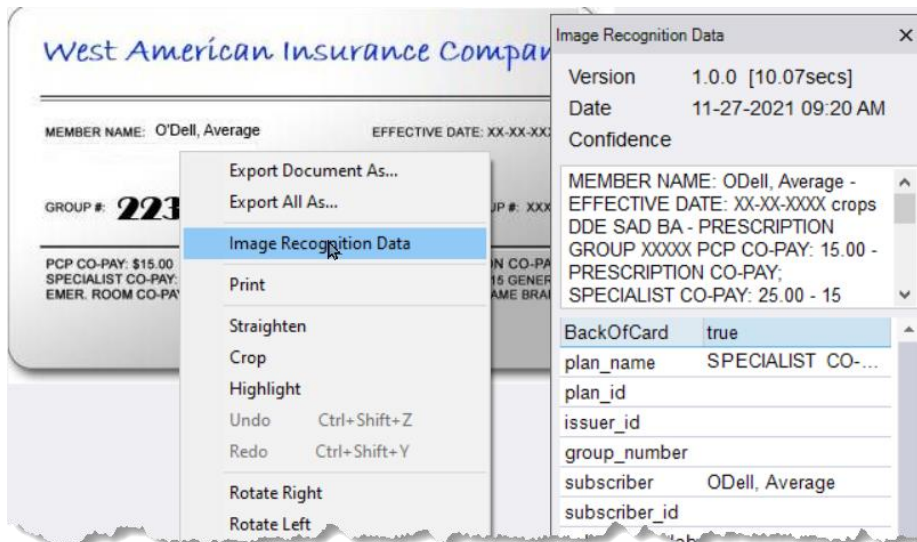 West American Insurance Compan
MEMBER NAME: O'Dell, Average
EFFECTIVE DATE: XX-XX-XXX
GROUP #: 223
UP #: XXX
PCP CO-PAY: $15.00
SPECIALIST CO-PAY:
EMER. ROOM CO-PAY
N CO-PA
15 GENER
AME BRAN
Export Document As...
Export All As...
Image Recognition Data
Print
Straighten
Crop
Highlight
Undo Ctrl+Shift+Z
Redo Ctrl+Shift+Y
Rotate Right
Rotate Left
Image Recognition Data
Version 1.0.0 [10.07secs]
Date 11-27-2021 09:20 AM
Confidence
MEMBER NAME: ODell, Average -
EFFECTIVE DATE: XX-XX-XXXX crops
DDE SAD BA - PRESCRIPTION
GROUP XXXXX PCP CO-PAY: 15.00 -
PRESCRIPTION CO-PAY;
SPECIALIST CO-PAY: 25.00 - 15
BackOfCard true
plan_name SPECIALIST CO-...
plan_id
issuer_id
group_number
subscriber ODell, Average
subscriber_id